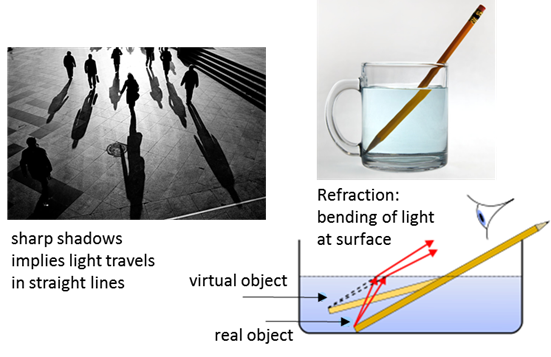 sharp shadows
implies light travels
in straight lines
Refraction:
bending of light
at surface
virtual object
real object